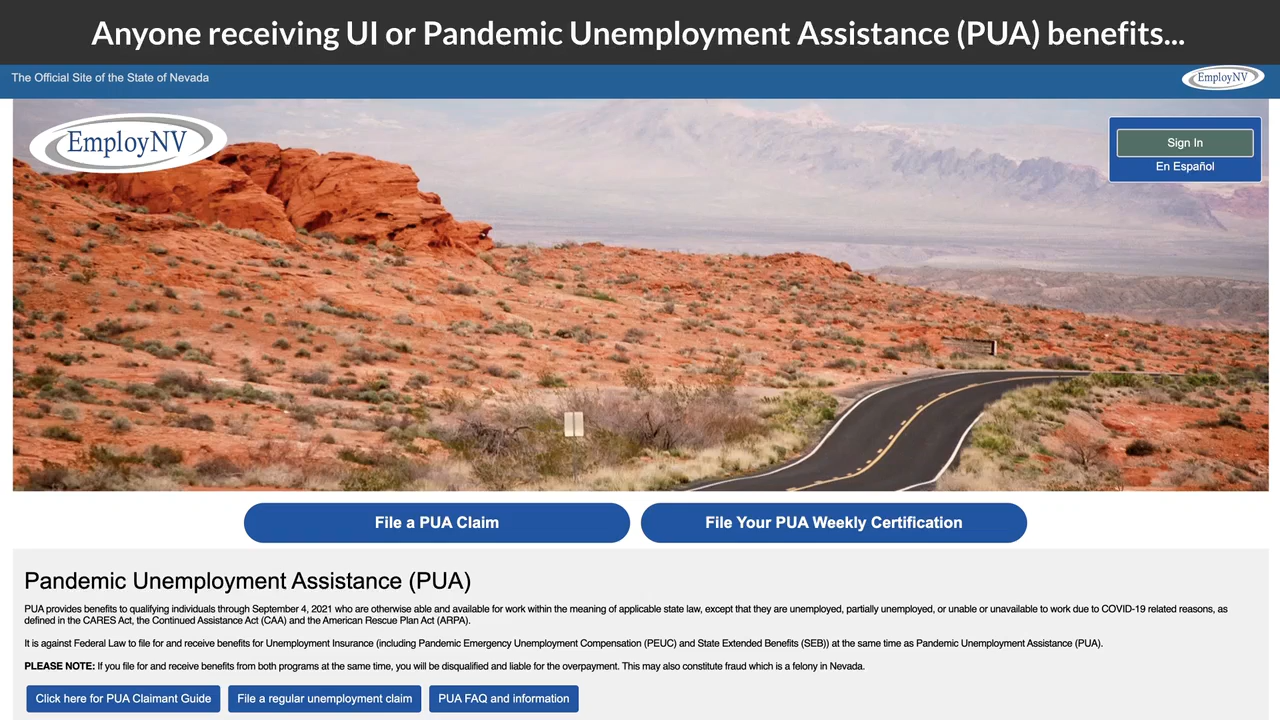 Anyone receiving UI or Pandemic Unemployment Assistance (PUA) benefits...
The Official Site of the State of Nevada
EmployNV
EmployNV
Sign In
En Español
File a PUA Claim
File Your PUA Weekly Certification
Pandemic Unemployment Assistance (PUA)
PUA provides benefits to qualifying individuals through September 4, 2021 who are otherwise able and available for work within the meaning of applicable state law, except that they are unemployed, partially unemployed, or unable or unavailable to work due to COVID-19 related reasons, as
defined in the CARES Act, the Continued Assistance Act (CAA) and the American Rescue Plan Act (ARPA).
It is against Federal Law to file for and receive benefits for Unemployment Insurance (including Pandemic Emergency Unemployment Compensation (PEUC) and State Extended Benefits (SEB)) at the same time as Pandemic Unemployment Assistance (PUA).
PLEASE NOTE: If you file for and receive benefits from both programs at the same time, you will be disqualified and liable for the overpayment. This may also constitute fraud which is a felony in Nevada.
Click here for PUA Claimant Guide
File a regular unemployment claim
PUA FAQ and information